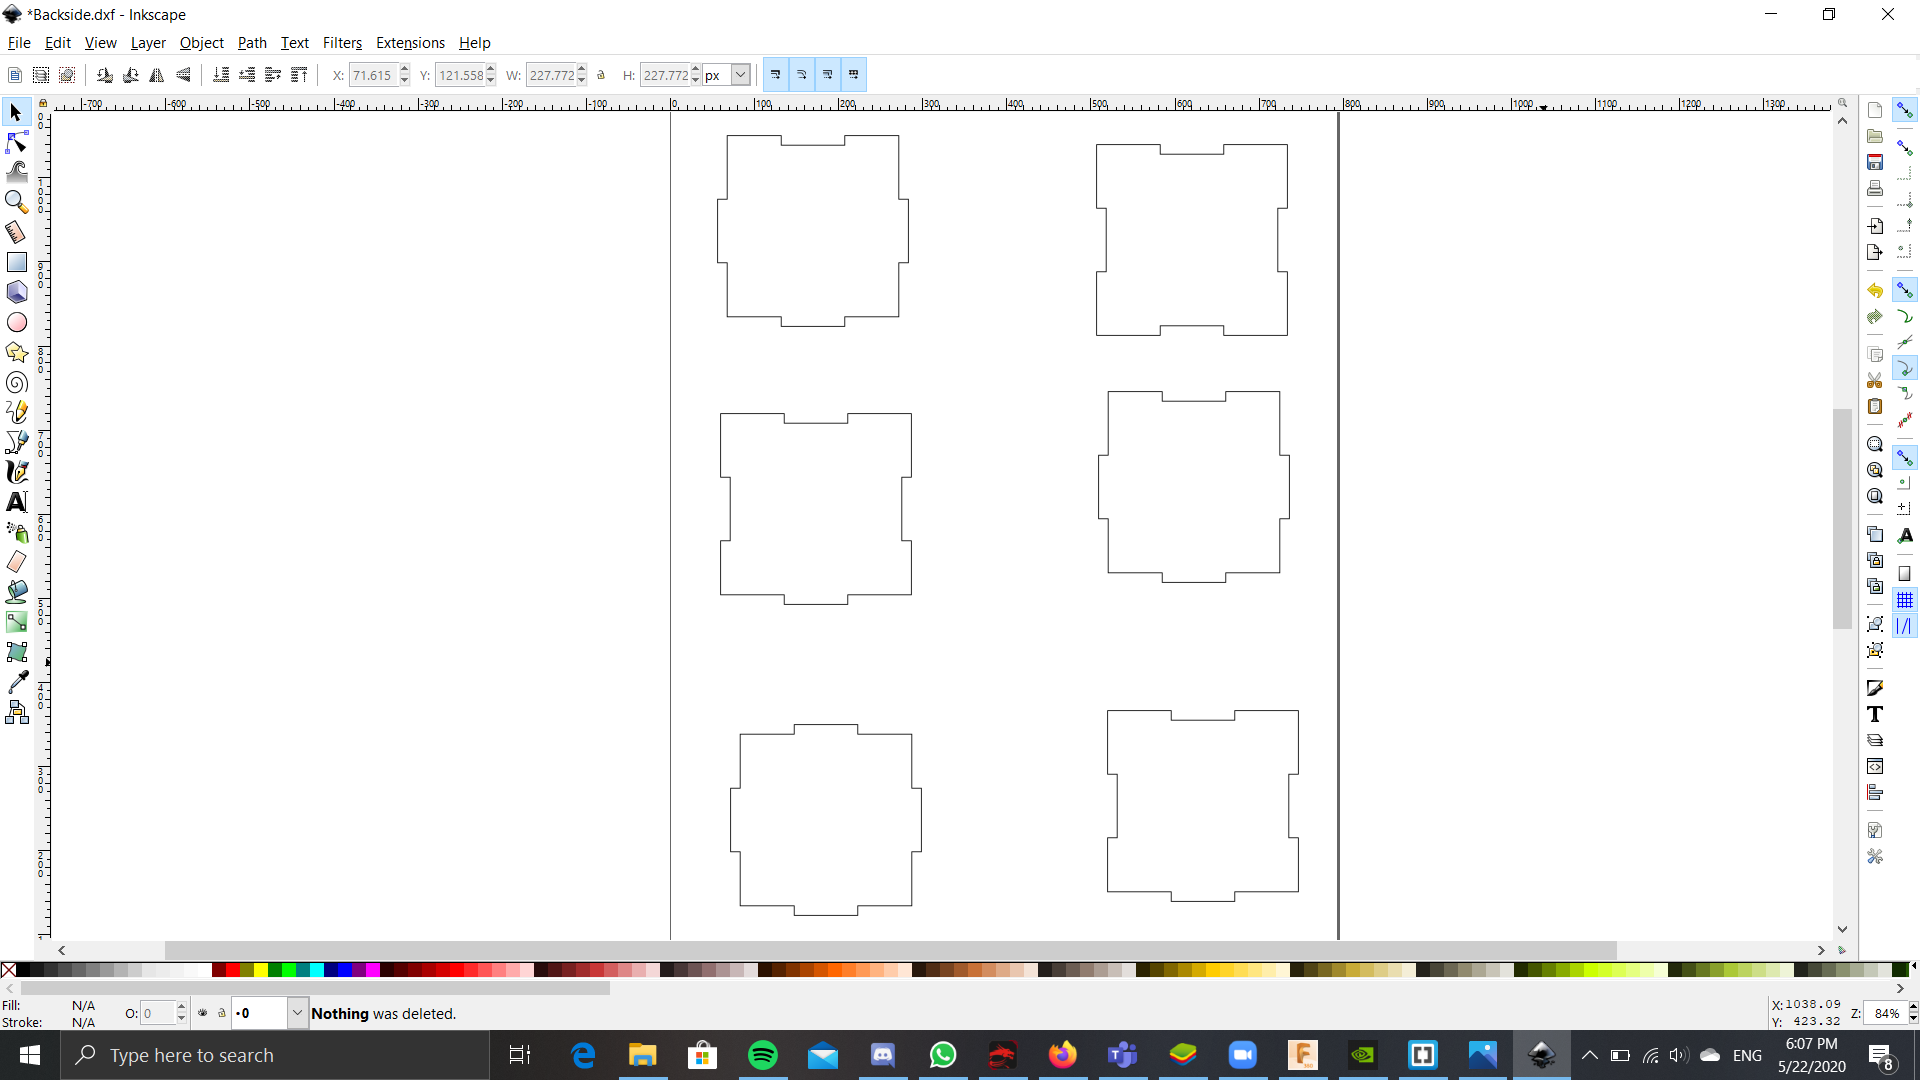 *Backside.dxf - Inkscape
File Edit View Layer Object Path Text Filters Extensions Help
X: 71.615 Y: 121.558 W: 227.772 H: 227.772 px
-700 -600 -500 -400 -300 -200 -100 0 100 200 300 400 500 600 700 800 900 1000 1100 1200 1300
Fill: N/A
Stroke: N/A
O: 0
•0
Nothing was deleted.
X: 1038.09
Y: 423.32
Z: 84%
Type here to search
ENG
6:07 PM
5/22/2020
8